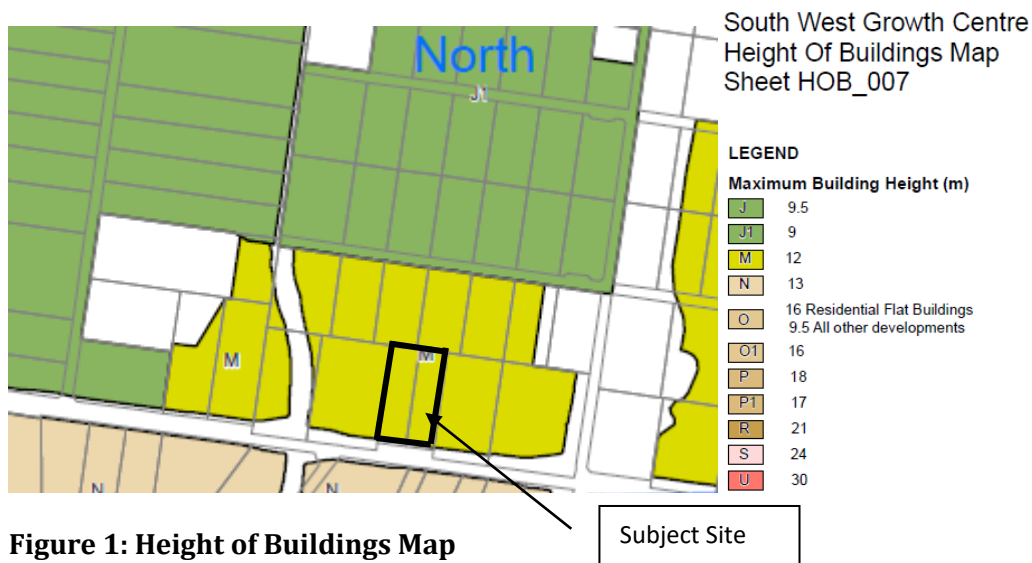 South West Growth Centre
Height Of Buildings Map
Sheet HOB_007
North
J1
M
M
N
N
LEGEND
Maximum Building Height (m)
J 9.5
J1 9
M 12
N 13
O 16 Residential Flat Buildings
9.5 All other developments
O1 16
P 18
P1 17
R 21
S 24
U 30
Subject Site
Figure 1: Height of Buildings Map